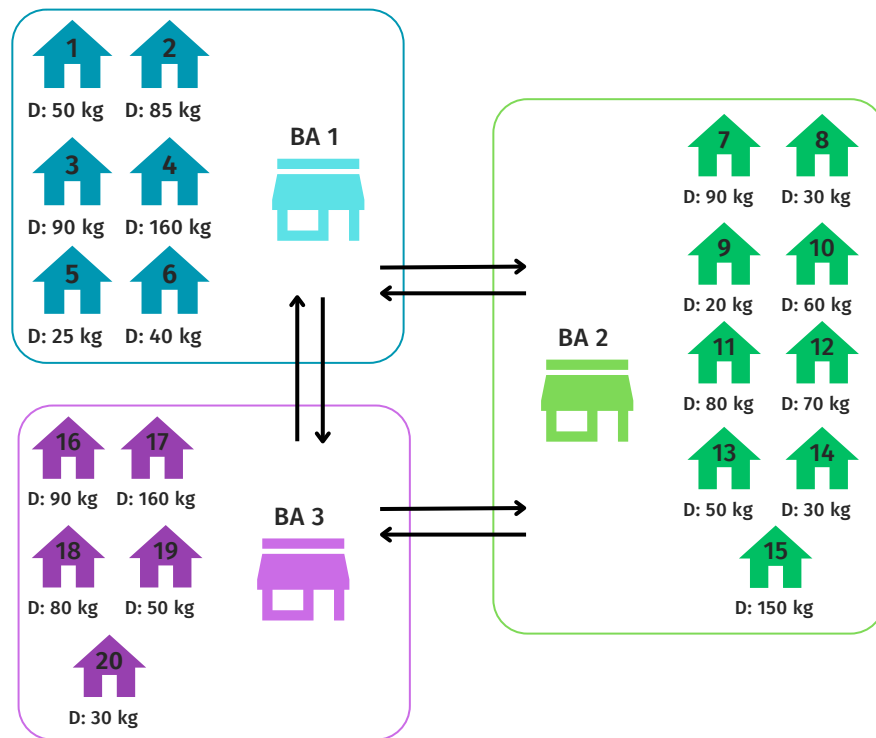 1 2
D: 50 kg D: 85 kg
BA 1
3 4
D: 90 kg D: 160 kg
5 6
D: 25 kg D: 40 kg
7 8
D: 90 kg D: 30 kg
9 10
D: 20 kg D: 60 kg
BA 2
11 12
D: 80 kg D: 70 kg
13 14
D: 50 kg D: 30 kg
15
D: 150 kg
16 17
D: 90 kg D: 160 kg
BA 3
18 19
D: 80 kg D: 50 kg
20
D: 30 kg